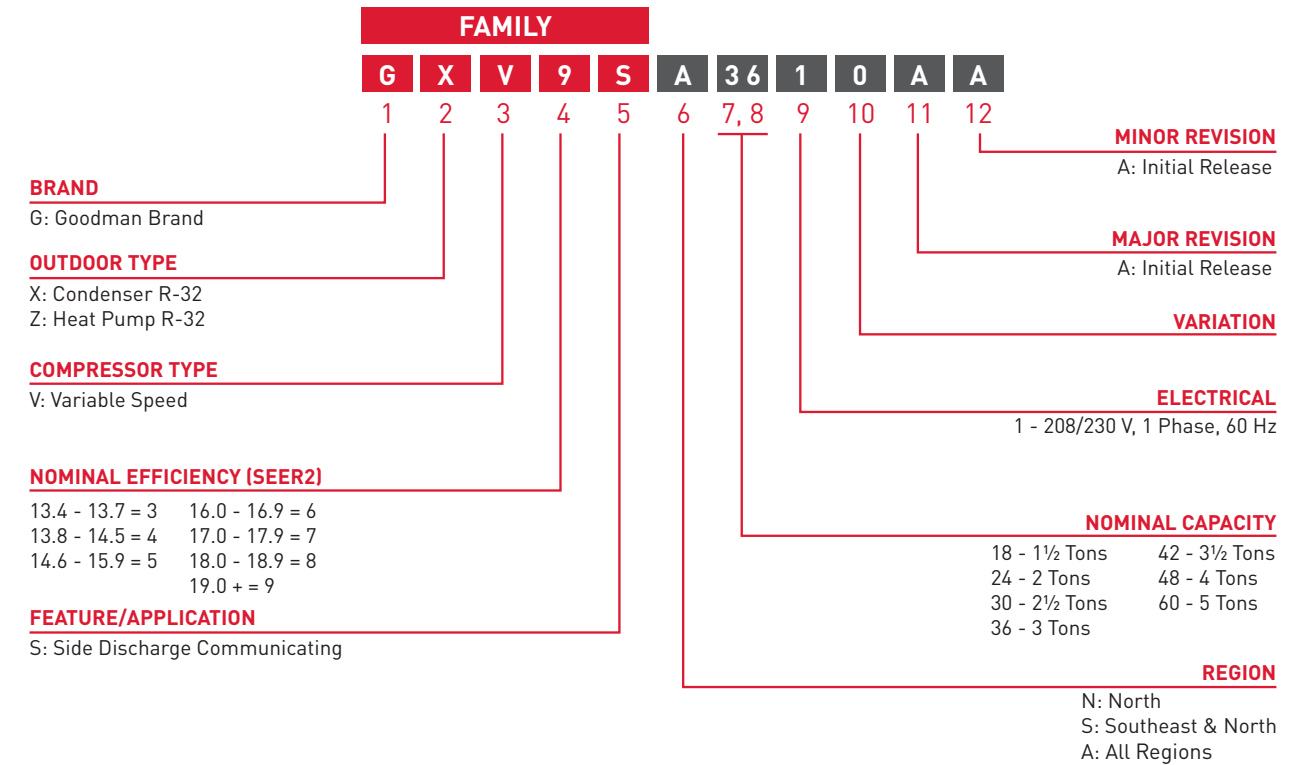 FAMILY
G X V 9 S A 3 6 1 0 A A
1 2 3 4 5 6 7, 8 9 10 11 12
BRAND
G: Goodman Brand
OUTDOOR TYPE
X: Condenser R-32
Z: Heat Pump R-32
COMPRESSOR TYPE
V: Variable Speed
NOMINAL EFFICIENCY (SEER2)
13.4 - 13.7 = 3 16.0 - 16.9 = 6
13.8 - 14.5 = 4 17.0 - 17.9 = 7
14.6 - 15.9 = 5 18.0 - 18.9 = 8
19.0 + = 9
FEATURE/APPLICATION
S: Side Discharge Communicating
MINOR REVISION
A: Initial Release
MAJOR REVISION
A: Initial Release
VARIATION
ELECTRICAL
1 - 208/230 V, 1 Phase, 60 Hz
NOMINAL CAPACITY
18 - 1½ Tons 42 - 3½ Tons
24 - 2 Tons 48 - 4 Tons
30 - 2½ Tons 60 - 5 Tons
36 - 3 Tons
REGION
N: North
S: Southeast & North
A: All Regions